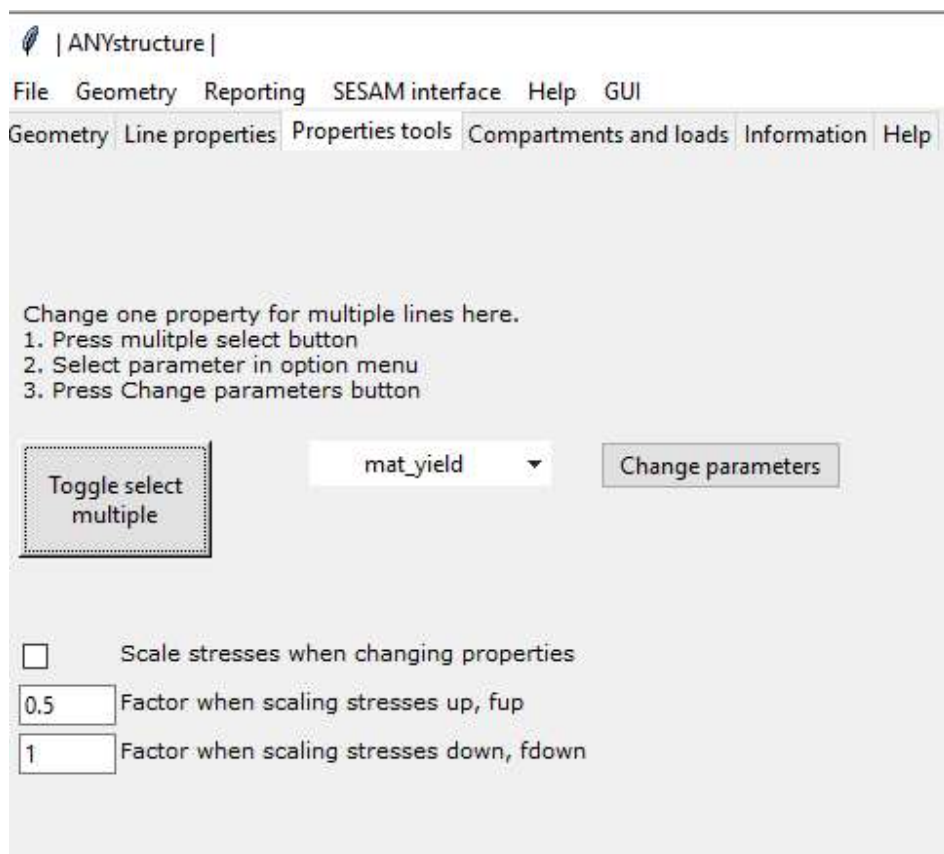 | ANYstructure |
File Geometry Reporting SESAM interface Help GUI
Geometry Line properties Properties tools Compartments and loads Information Help
Change one property for multiple lines here.
1. Press mulitple select button
2. Select parameter in option menu
3. Press Change parameters button
Toggle select
multiple
mat_yield
Change parameters
Scale stresses when changing properties
0.5 Factor when scaling stresses up, fup
1 Factor when scaling stresses down, fdown